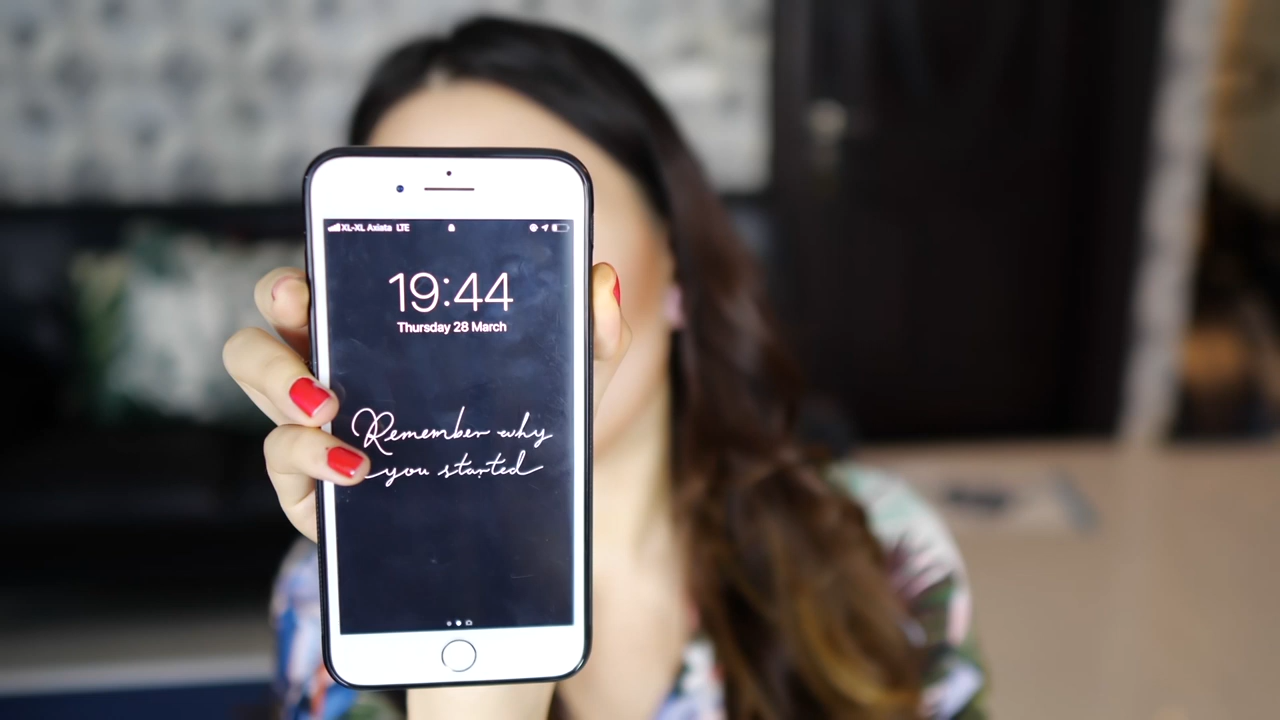 XL-XL Axiata LTE
19:44
Thursday 28 March
Remember why
you started